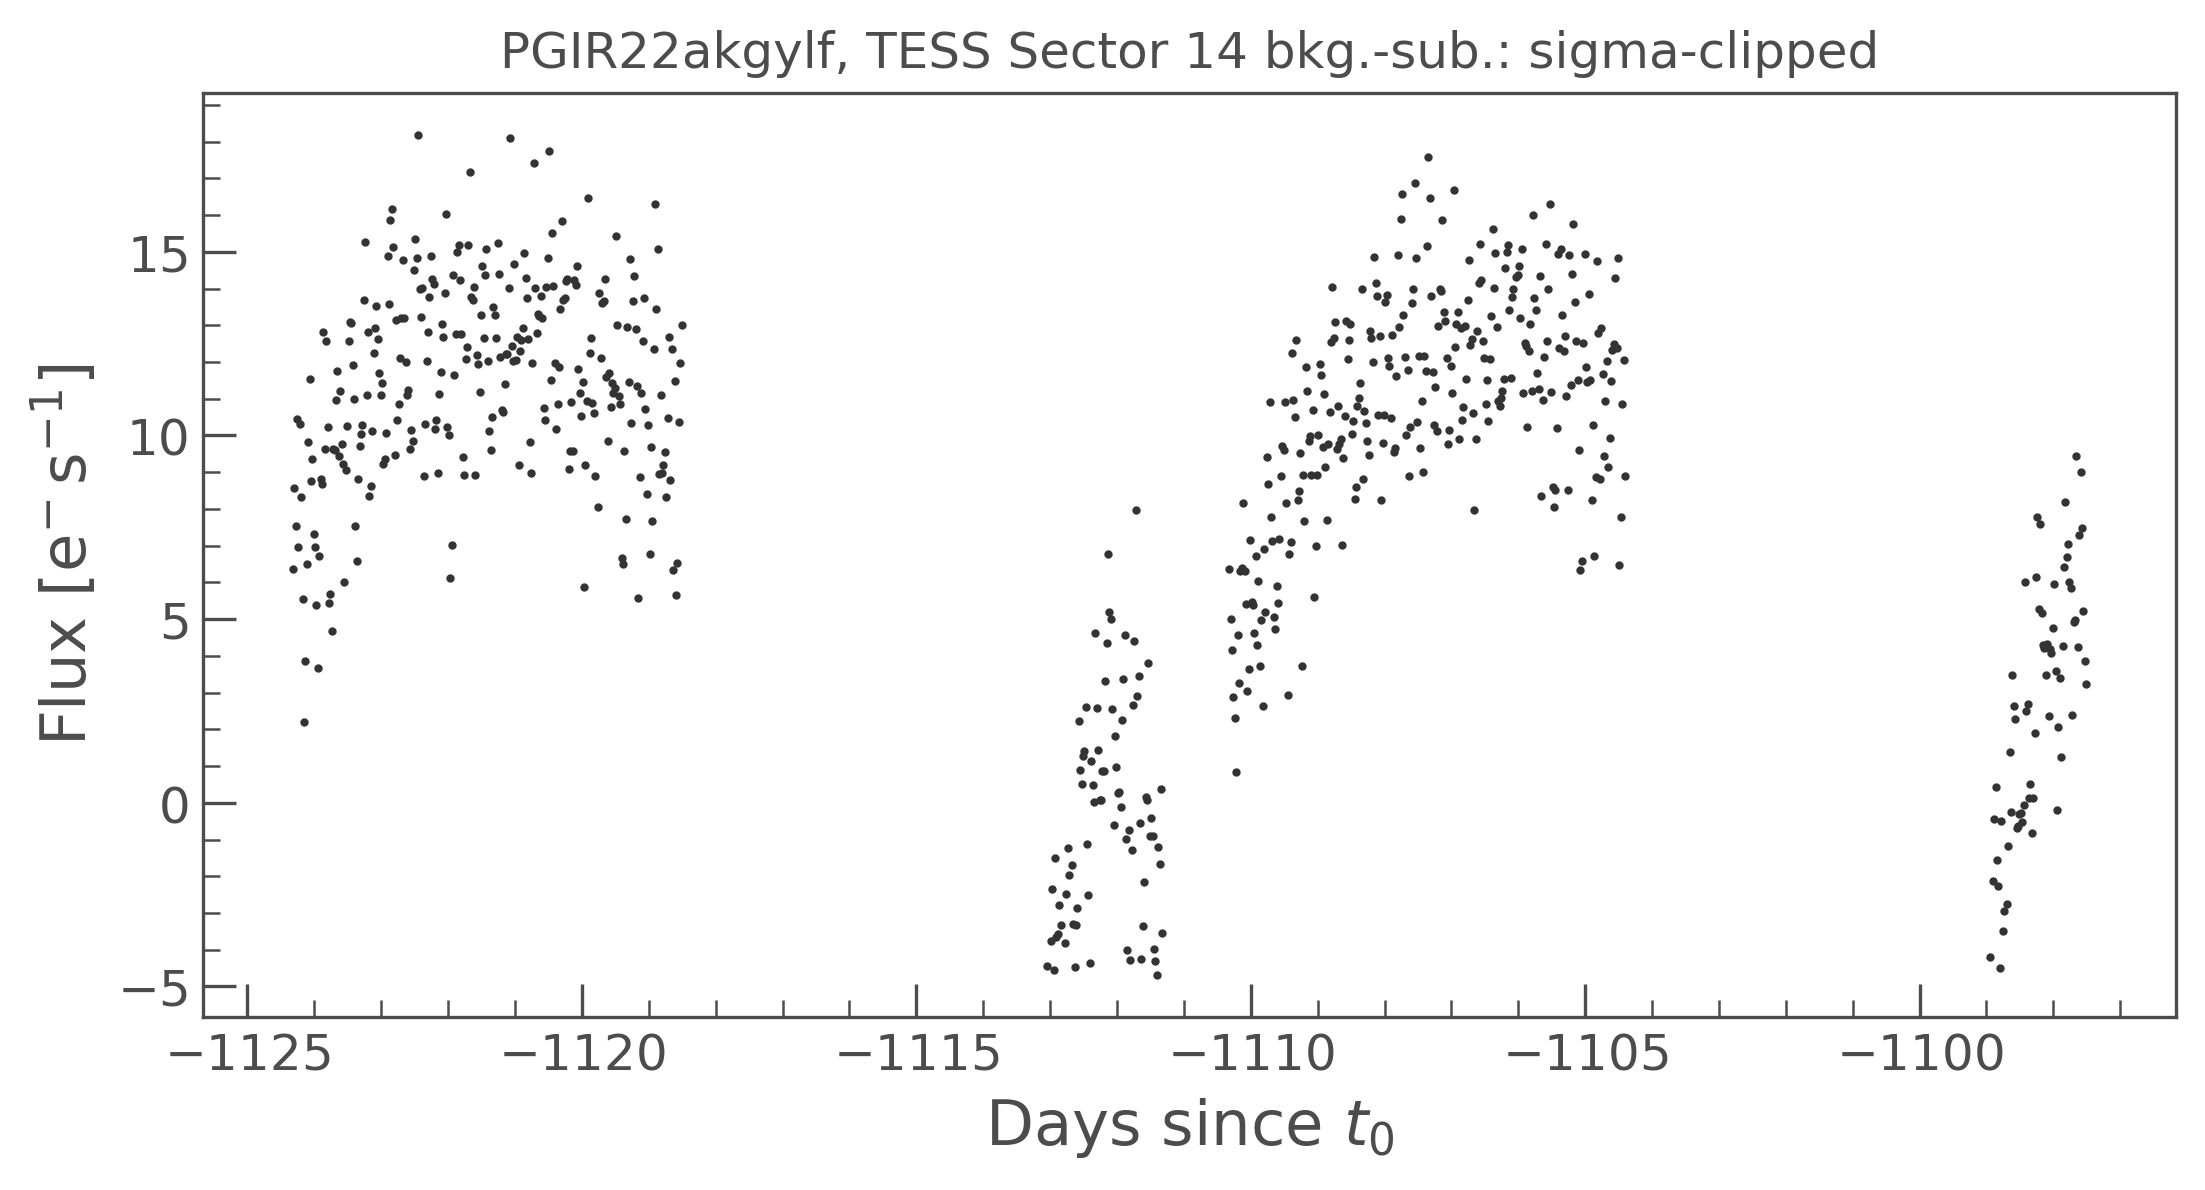 PGIR22akgylf, TESS Sector 14 bkg.-sub.: sigma-clipped
Flux [e⁻ s⁻¹]
15
10
5
0
−5
−1125 −1120 −1115 −1110 −1105 −1100
Days since t₀